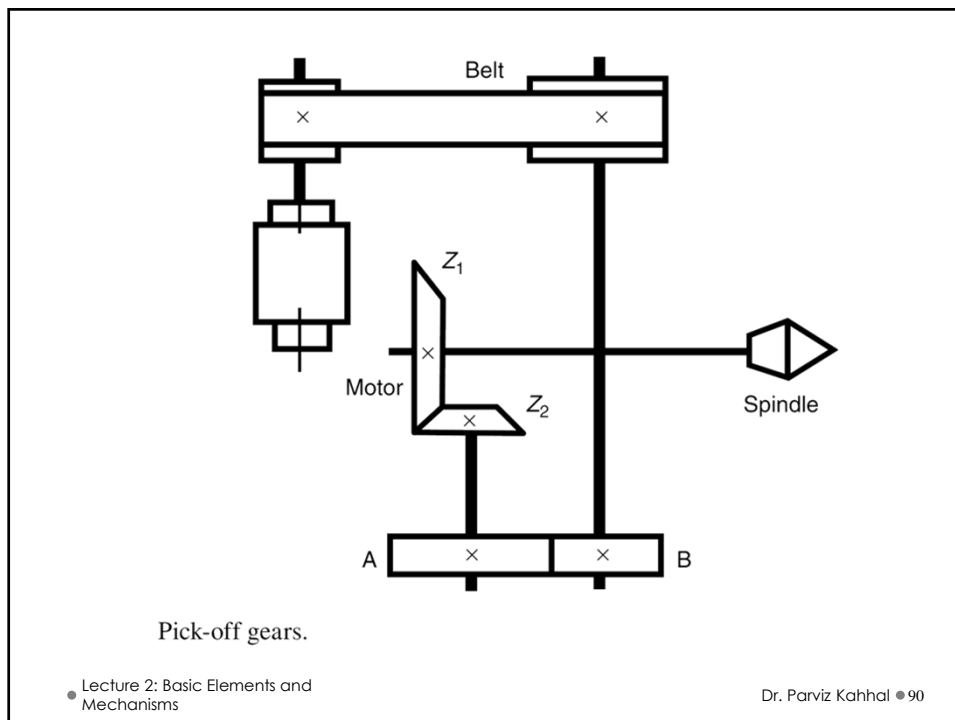 Belt
Z1
Motor
Z2
Spindle
A
B
Pick-off gears.
Lecture 2: Basic Elements and
Mechanisms
Dr. Parviz Kahhal
90